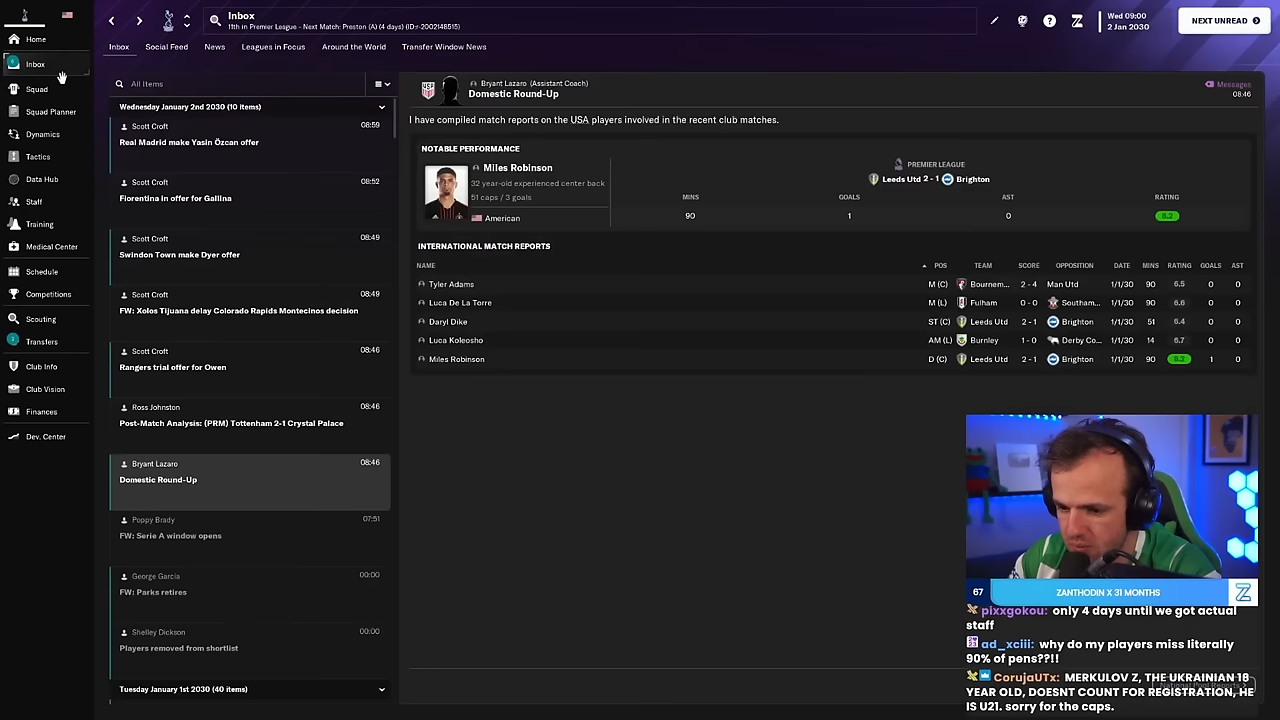 Home
Inbox
Squad
Squad Planner
Dynamics
Tactics
Data Hub
Staff
Training
Medical Center
Schedule
Competitions
Scouting
Transfers
Club Info
Club Vision
Finances
Dev. Center
Inbox
11th in Premier League - Next Match: Preston (A) (4 days) (ID:r-2002148515)
Wed 09:00
2 Jan 2030
NEXT UNREAD
Inbox Social Feed News Leagues in Focus Around the World Transfer Window News
All Items
Wednesday January 2nd 2030 (10 items)
Scott Croft 08:59
Real Madrid make Yasin Özcan offer
Scott Croft 08:52
Fiorentina in offer for Gallina
Scott Croft 08:49
Swindon Town make Dyer offer
Scott Croft 08:49
FW: Xolos Tijuana delay Colorado Rapids Montecinos decision
Scott Croft 08:46
Rangers trial offer for Owen
Ross Johnston 08:46
Post-Match Analysis: (PRM) Tottenham 2-1 Crystal Palace
Bryant Lazaro 08:46
Domestic Round-Up
Poppy Brady 07:51
FW: Serie A window opens
George Garcia 00:00
FW: Parks retires
Shelley Dickson 00:00
Players removed from shortlist
Tuesday January 1st 2030 (40 items)
Bryant Lazaro (Assistant Coach)
Domestic Round-Up
Messages
08:46
I have compiled match reports on the USA players involved in the recent club matches.
NOTABLE PERFORMANCE
Miles Robinson
32 year-old experienced center back
51 caps / 3 goals
American
PREMIER LEAGUE
Leeds Utd 2 - 1 Brighton
MINS GOALS AST RATING
90 1 0 8.2
INTERNATIONAL MATCH REPORTS
NAME POS TEAM SCORE OPPOSITION DATE MINS RATING GOALS AST
Tyler Adams M (C) Bournem... 2 - 4 Man Utd 1/1/30 90 6.5 0 0
Luca De La Torre M (L) Fulham 0 - 0 Southam... 1/1/30 90 6.6 0 0
Daryl Dike ST (C) Leeds Utd 2 - 1 Brighton 1/1/30 51 6.4 0 0
Luca Koleosho AM (L) Burnley 1 - 0 Derby Co... 1/1/30 14 6.7 0 0
Miles Robinson D (C) Leeds Utd 2 - 1 Brighton 1/1/30 90 8.2 1 0
67 ZANTHODIN X 31 MONTHS Z
pixxgokou: only 4 days until we got actual
staff
ad_xciii: why do my players miss literally
90% of pens??!!
CorujaUTx: MERKULOV Z, THE UKRAINIAN 18
YEAR OLD, DOESNT COUNT FOR REGISTRATION, HE
IS U21. sorry for the caps.